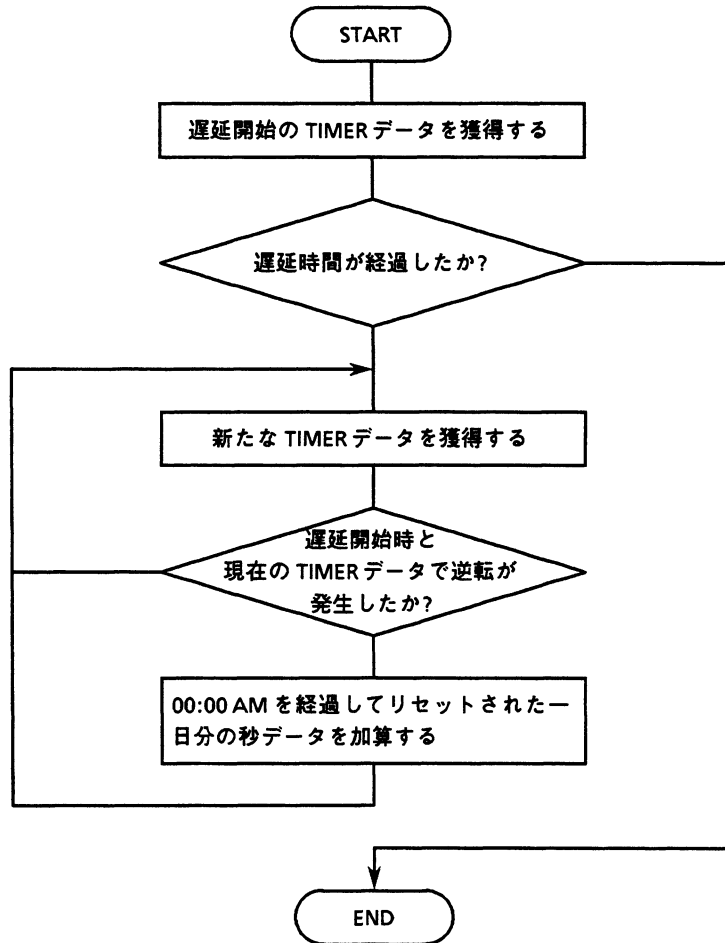 START
遅延開始の TIMER データを獲得する
遅延時間が経過したか?
新たな TIMER データを獲得する
遅延開始時と
現在の TIMER データで逆転が
発生したか?
00:00 AM を経過してリセットされた一
日分の秒データを加算する
END